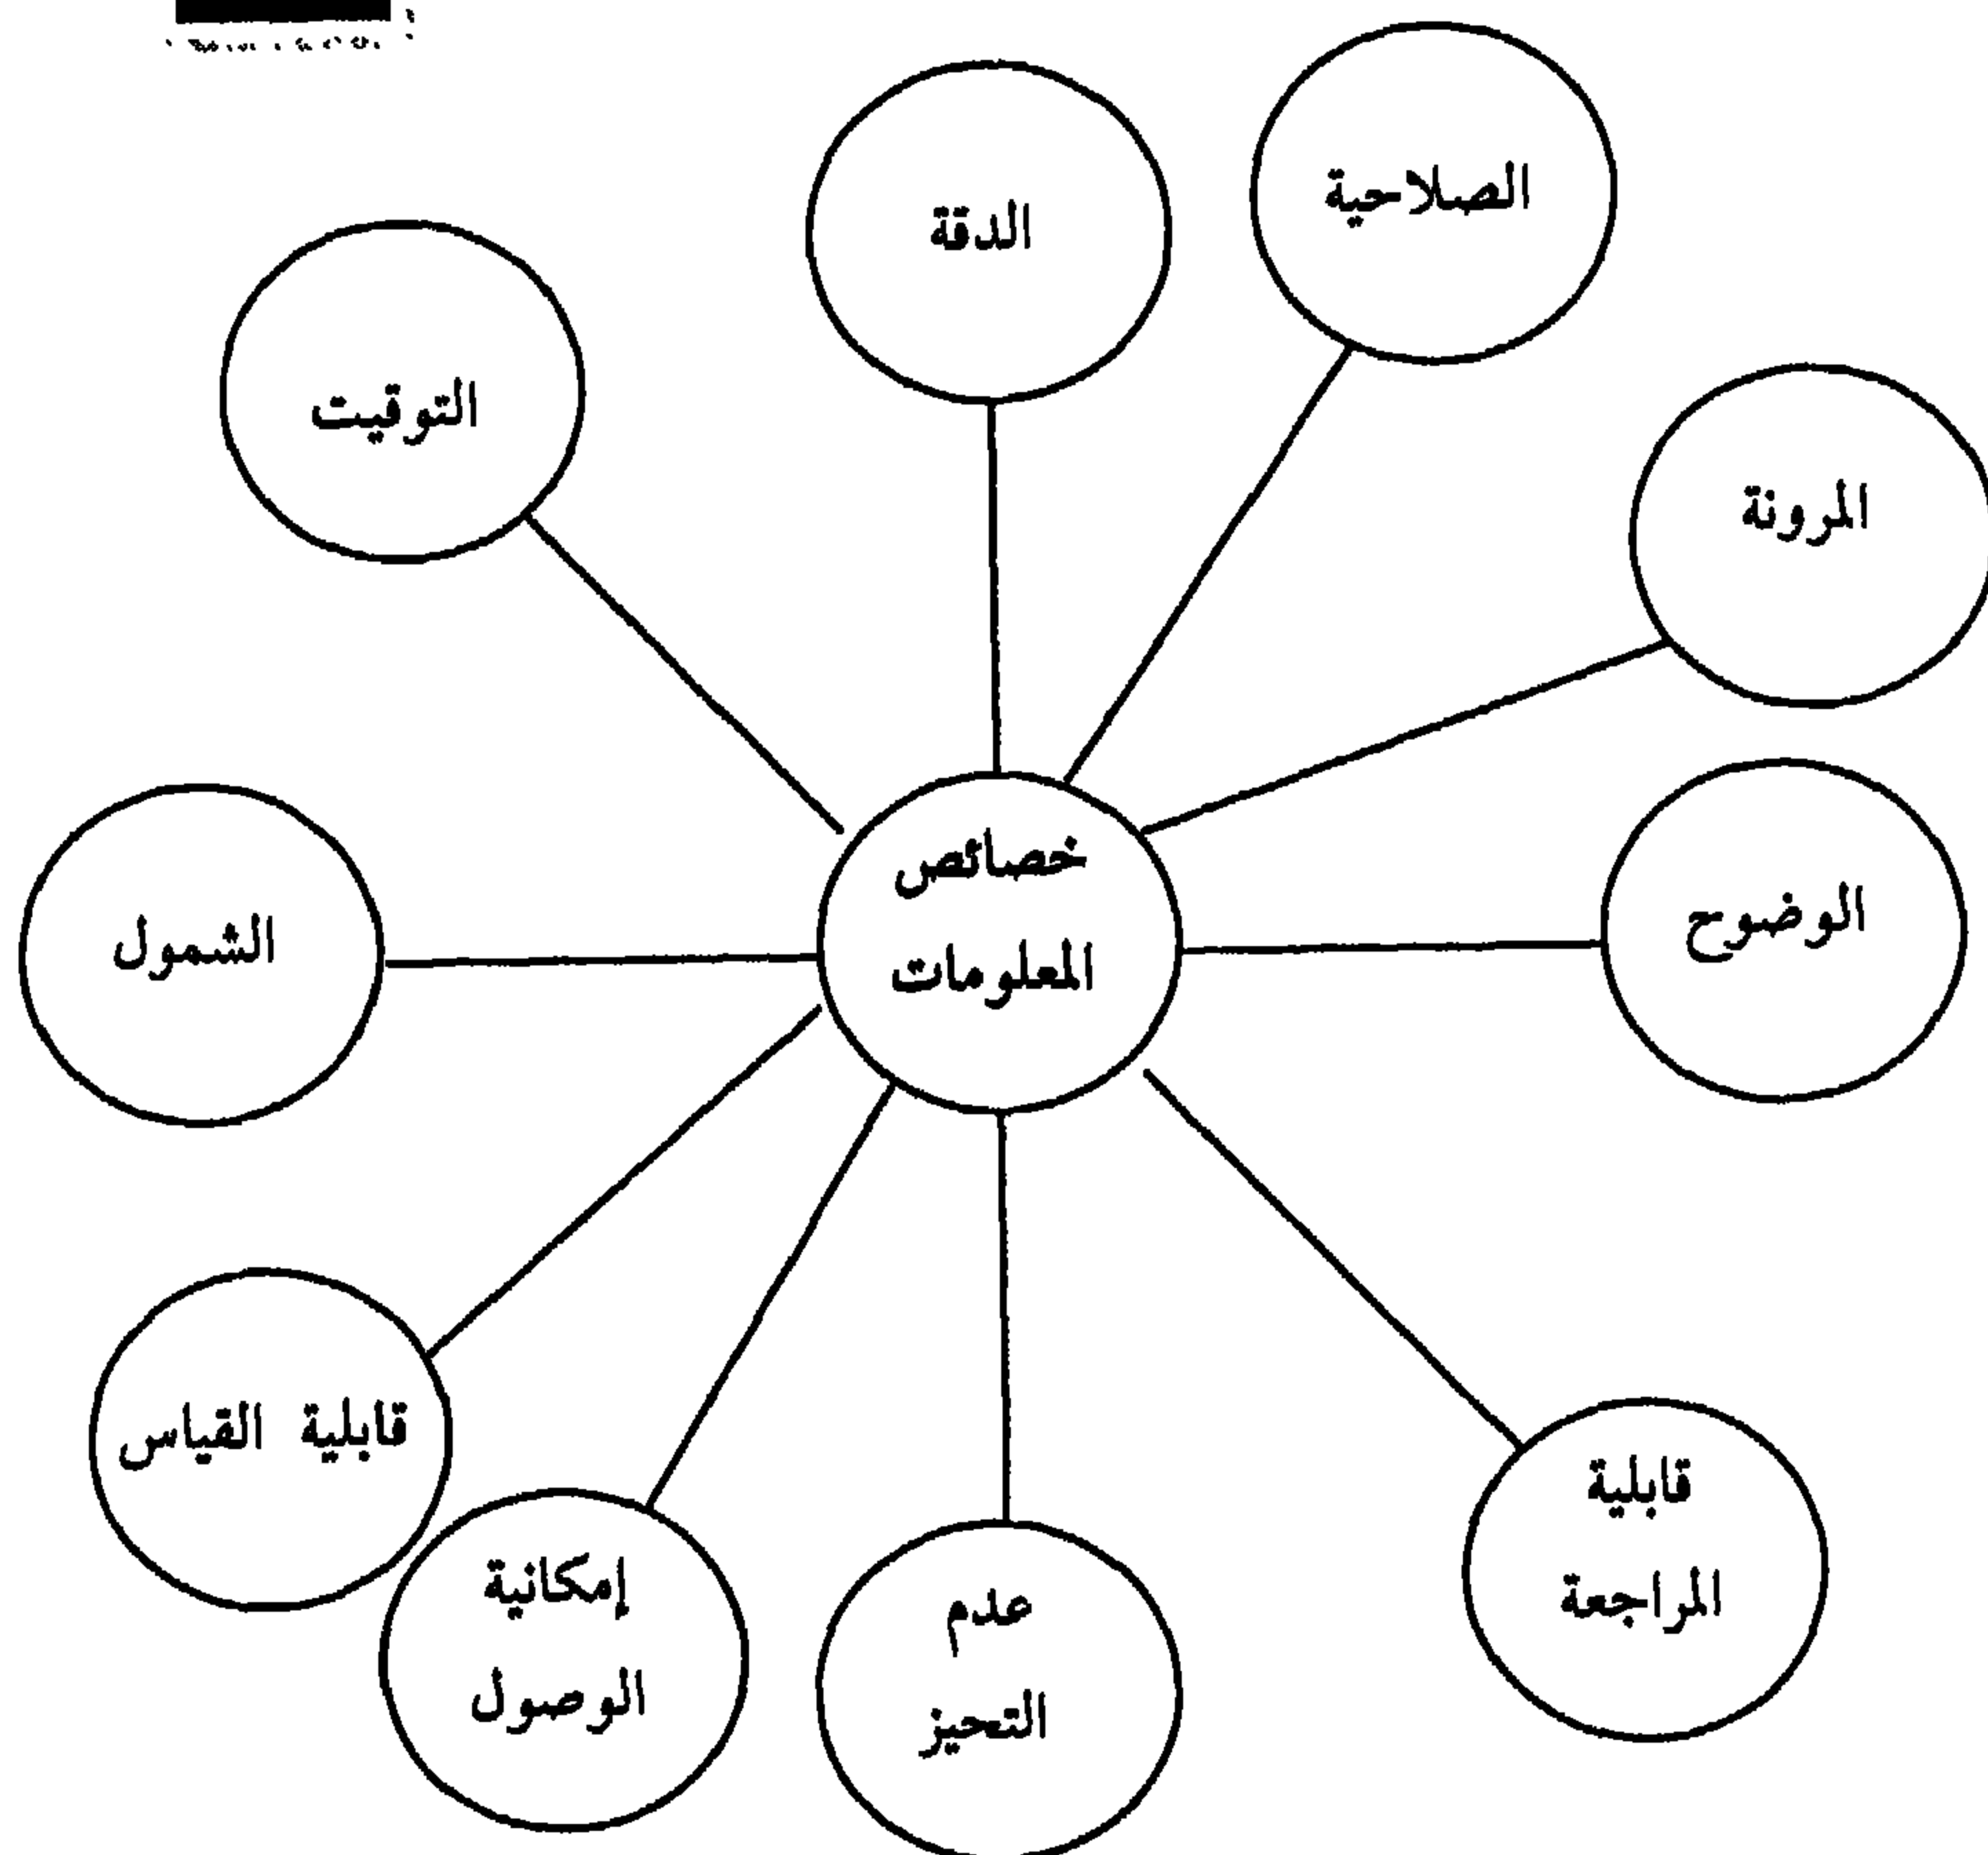 الصلاحية
الدقة
التوقيت
المرونة
خصائص
المعلومات
الوضوح
الشمول
قابلية القياس
إمكانية
الوصول
عدم
التحيز
قابلية
المراجعة